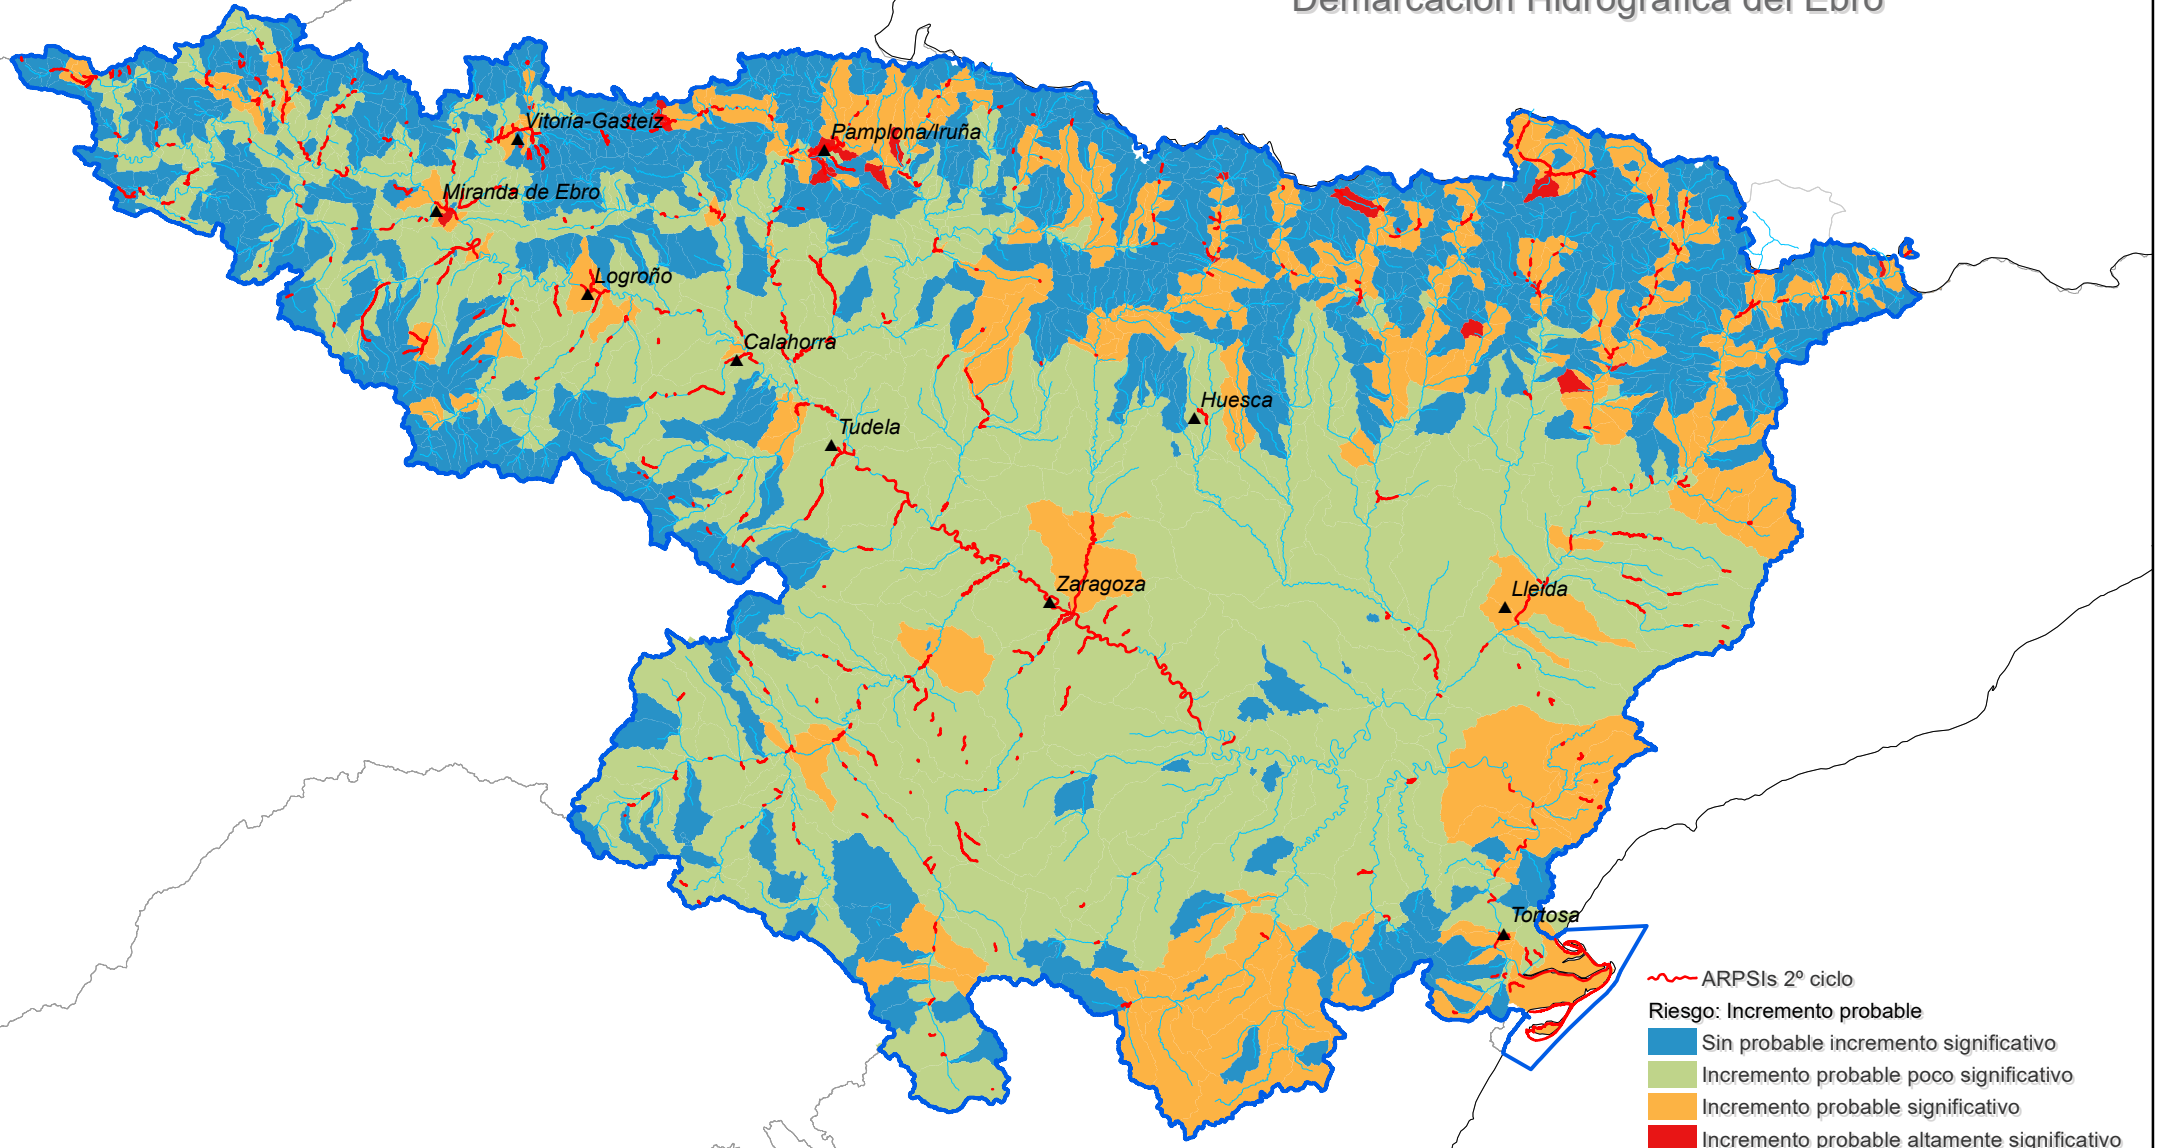 Demarcación Hidrográfica del Ebro
Vitoria-Gasteiz
Pamplona/Iruña
Miranda de Ebro
Logroño
Calahorra
Huesca
Tudela
Zaragoza
Lleida
Tortosa
ARPSIs 2º ciclo
Riesgo: Incremento probable
Sin probable incremento significativo
Incremento probable poco significativo
Incremento probable significativo
Incremento probable altamente significativo